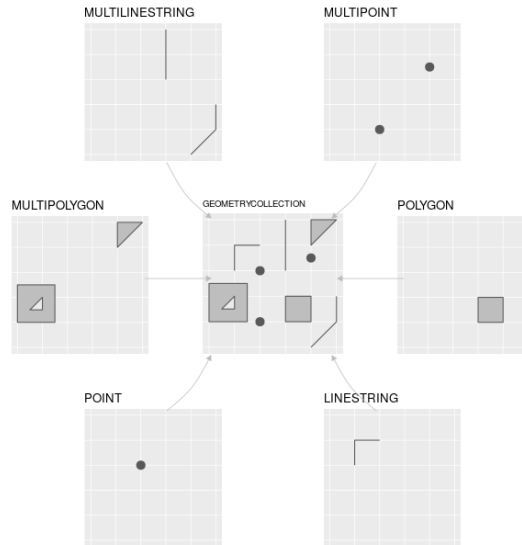 MULTILINESTRING
MULTIPOINT
MULTIPOLYGON
GEOMETRYCOLLECTION
POLYGON
POINT
LINESTRING